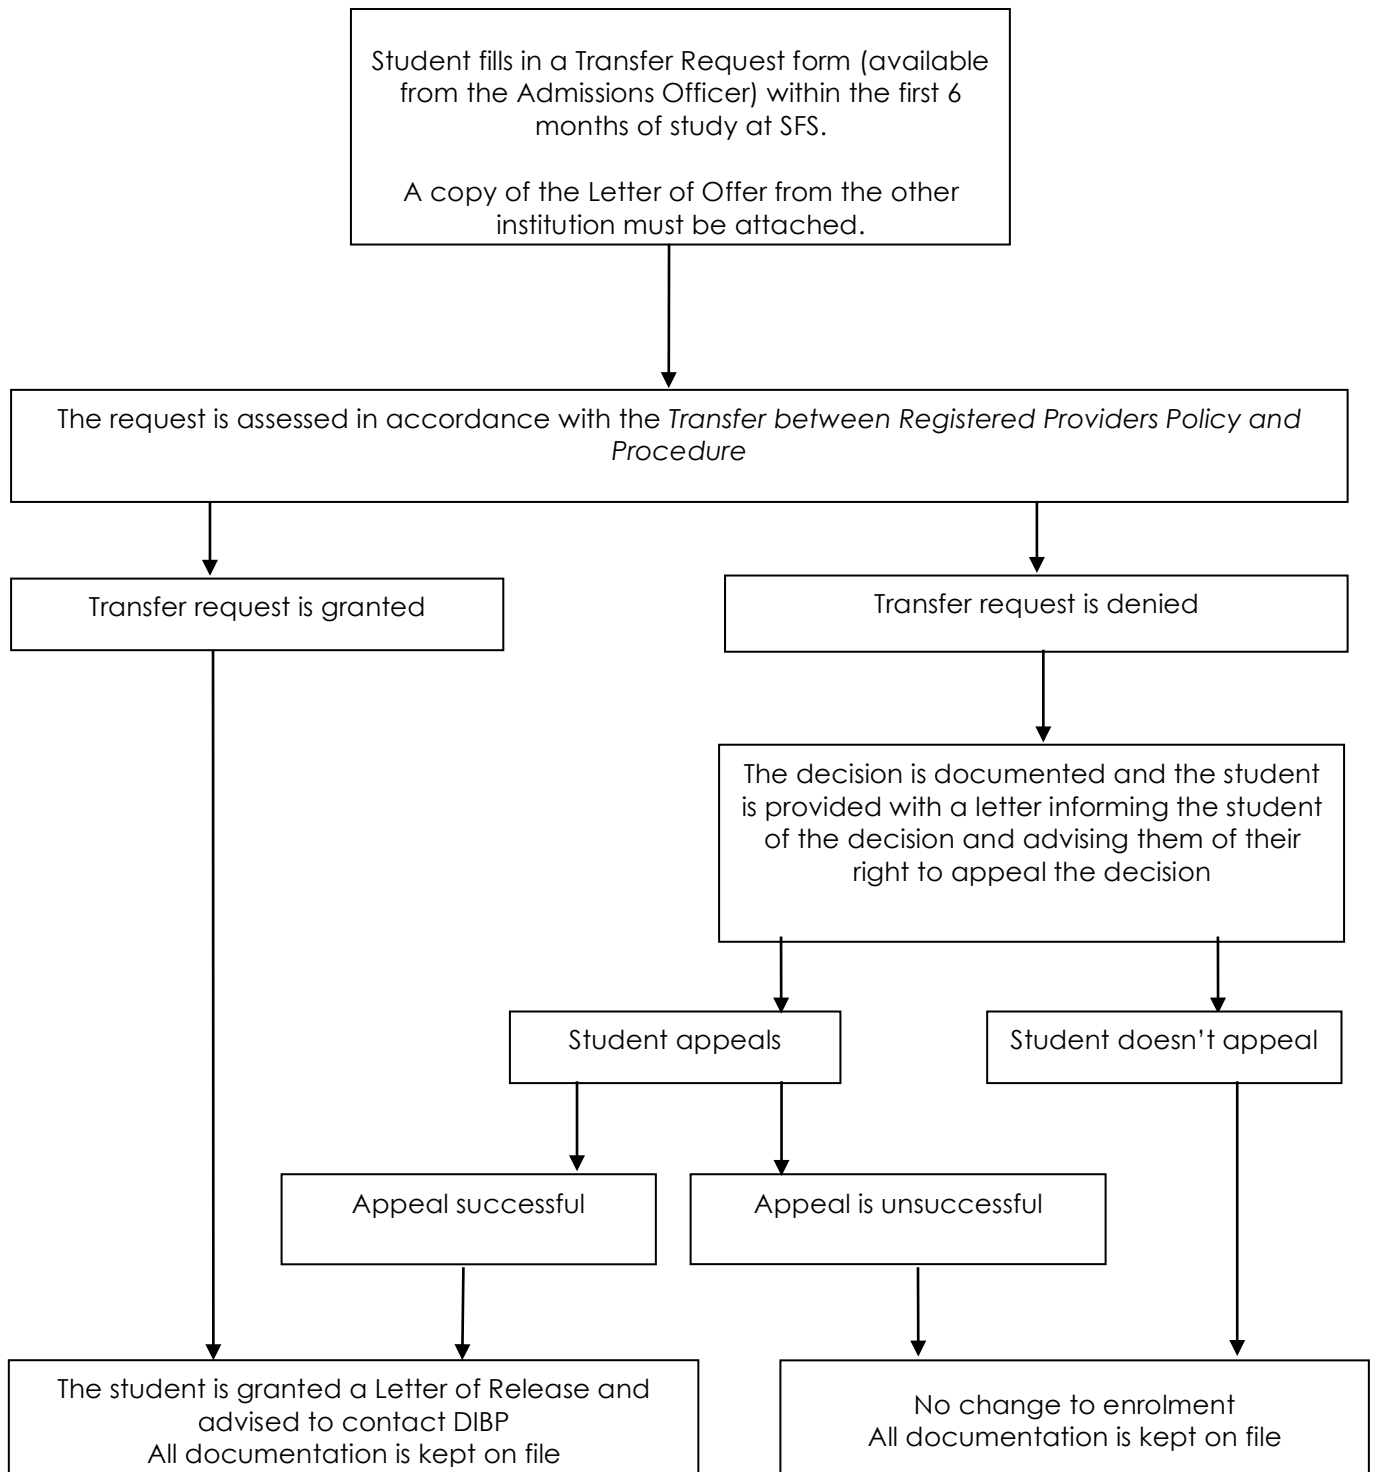 Student fills in a Transfer Request form (available
from the Admissions Officer) within the first 6
months of study at SFS.
A copy of the Letter of Offer from the other
institution must be attached.
The request is assessed in accordance with the Transfer between Registered Providers Policy and
Procedure
Transfer request is granted
Transfer request is denied
The decision is documented and the student
is provided with a letter informing the student
of the decision and advising them of their
right to appeal the decision
Student appeals
Student doesn’t appeal
Appeal successful
Appeal is unsuccessful
The student is granted a Letter of Release and
advised to contact DIBP
All documentation is kept on file
No change to enrolment
All documentation is kept on file